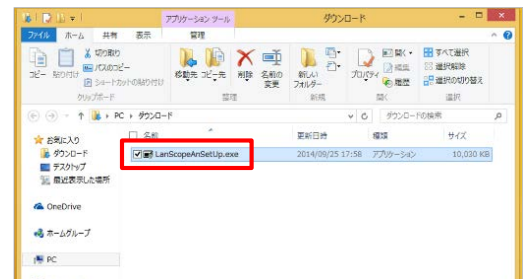 アプリケーション ツール
ダウンロード
ファイル
ホーム
共有
表示
管理
コピー
貼り付け
切り取り
パスのコピー
ショートカットの貼り付け
クリップボード
移動先
コピー先
削除
名前の
変更
整理
新しい
フォルダー
新規
プロパティ
開く
編集
履歴
開く
すべて選択
選択解除
選択の切り替え
選択
PC
ダウンロード
ダウンロードの検索
お気に入り
ダウンロード
デスクトップ
最近表示した場所
OneDrive
ホームグループ
PC
名前
更新日時
種類
サイズ
LanScopeAnSetUp.exe
2014/09/25 17:58
アプリケーション
10,030 KB